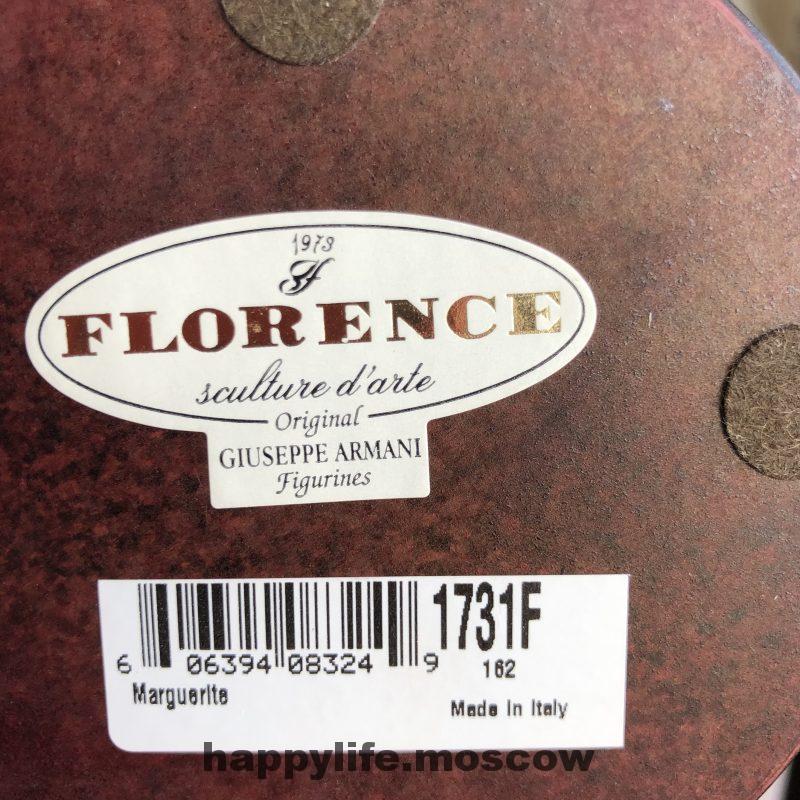 1973
FLORENCE
sculture d'arte
Original
GIUSEPPE ARMANI
Figurines
1731F
6 06394 08324 9
162
Marguerite
Made In Italy
happylife.moscow